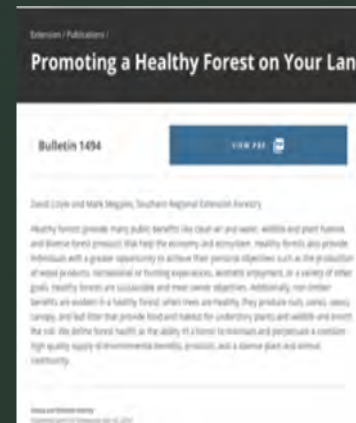 Extension / Publications /
Promoting a Healthy Forest on Your Lan
Bulletin 1494
VIEW PDF
David Coyle and Mark Megalos, Southern Regional Extension Forestry
Healthy forests provide many public benefits like clean air and water, wildlife and plant habitat,
and diverse forest products that help the economy and ecosystem. Healthy forests also provide
individuals with a greater opportunity to achieve their personal objectives such as the production
of wood products, recreational or hunting experiences, aesthetic enjoyment, or a variety of other
goals. Healthy forests are sustainable and meet owner objectives. Additionally, non-timber
benefits are evident in a healthy forest; when trees are healthy, they produce nuts, cones, seeds,
canopy, and leaf litter that provide food and habitat for understory plants and wildlife and enrich
the soil. We define forest health as the ability of a forest to maintain and perpetuate a constant
high quality supply of environmental benefits, products, and a diverse plant and animal
community.